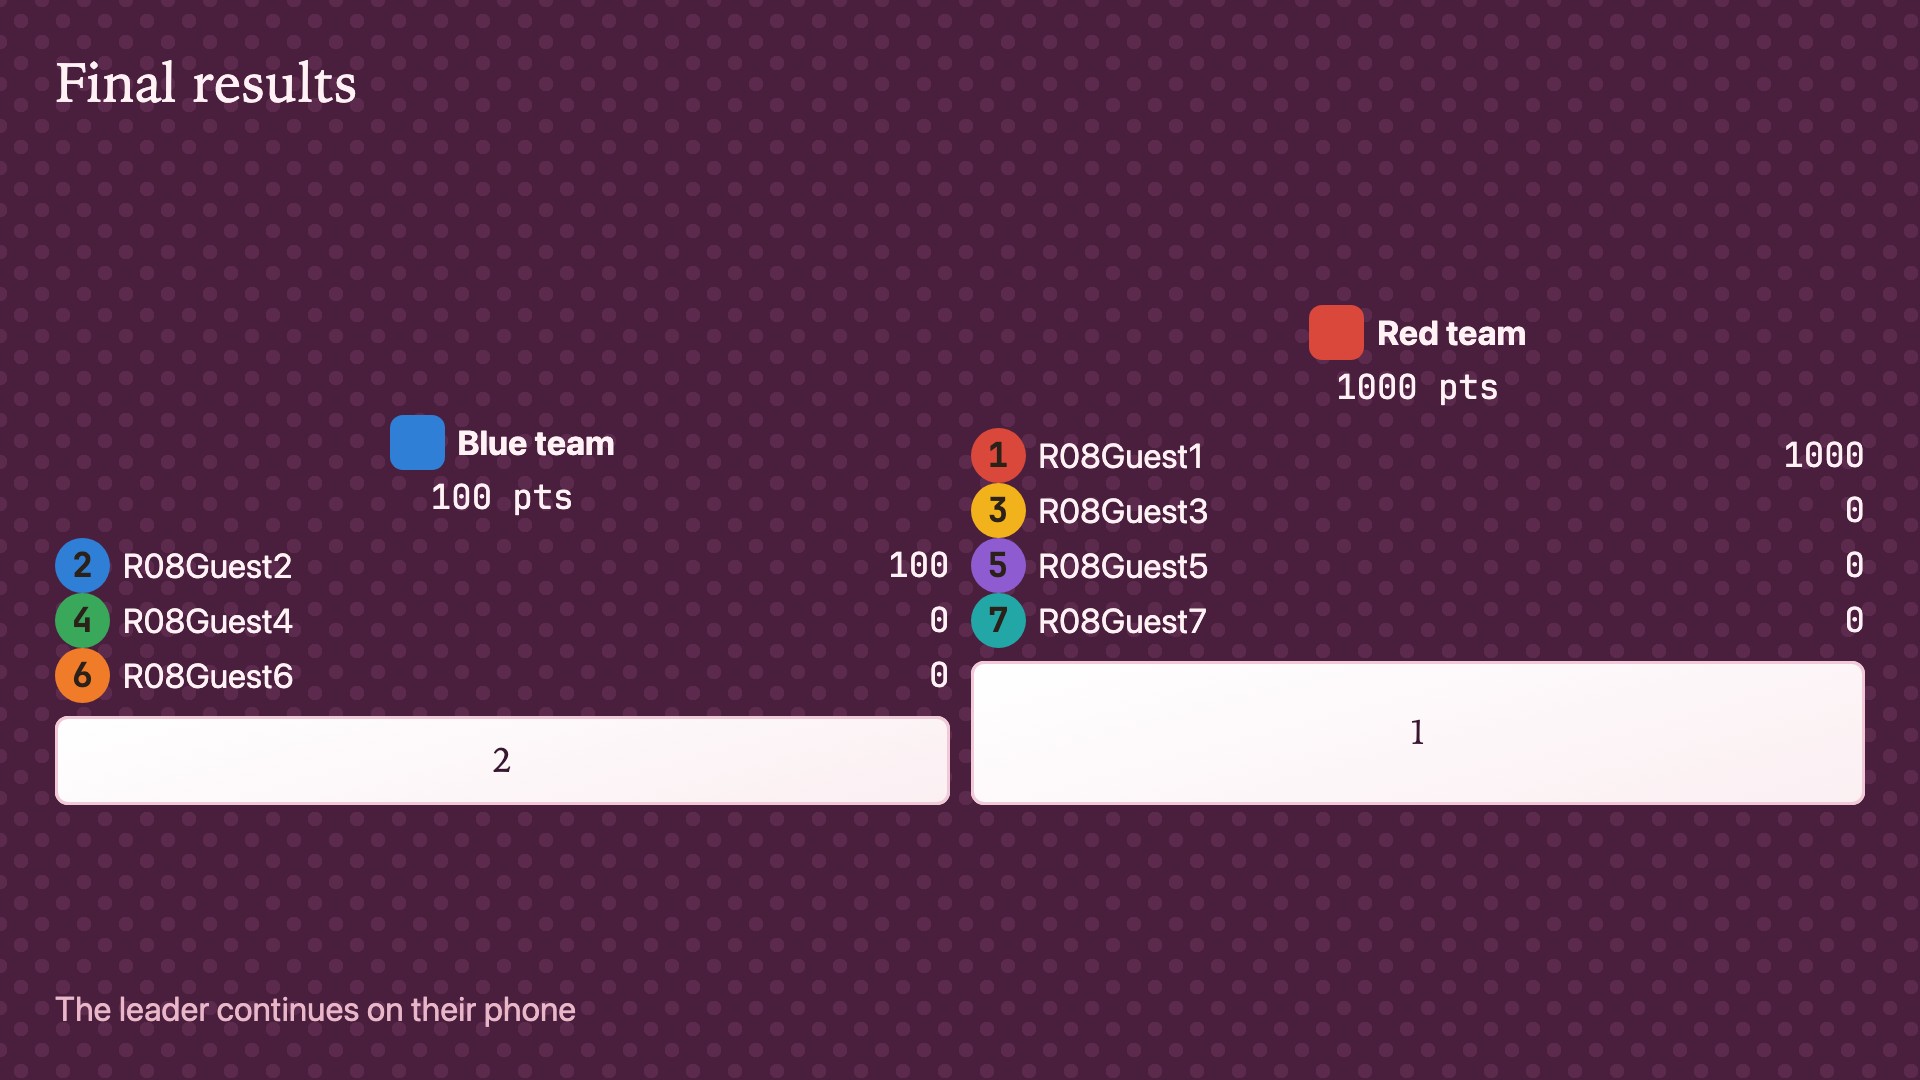 Final results
Blue team
100 pts
2 R08Guest2 100
4 R08Guest4 0
6 R08Guest6 0
2
Red team
1000 pts
1 R08Guest1 1000
3 R08Guest3 0
5 R08Guest5 0
7 R08Guest7 0
1
The leader continues on their phone